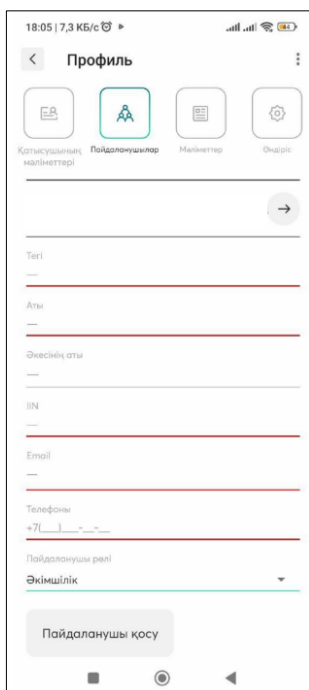 18:05 | 7,3 КБ/с
84
Профиль
Қатысушының мәліметтері
Пайдаланушылар
Мәліметтер
Өндіріс
Тегі
—
Аты
—
Әкесінің аты
—
IIN
—
Email
—
Телефоны
+7(___)___-__-__
Пайдаланушы рөлі
Әкімшілік
Пайдаланушы қосу